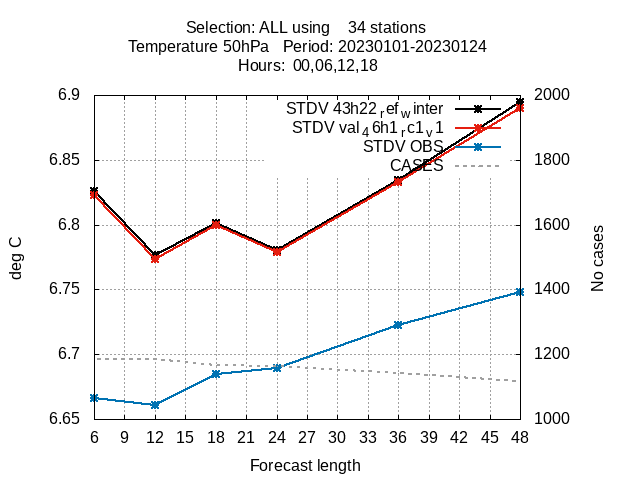 Selection: ALL using 34 stations
Temperature 50hPa Period: 20230101-20230124
Hours: 00,06,12,18
6.9
6.85
6.8
6.75
6.7
6.65
2000
1800
1600
1400
1200
1000
STDV 43h22ref winter
STDV val46h1rc1v1
STDV OBS
CASES
deg C
No cases
6 9 12 15 18 21 24 27 30 33 36 39 42 45 48
Forecast length